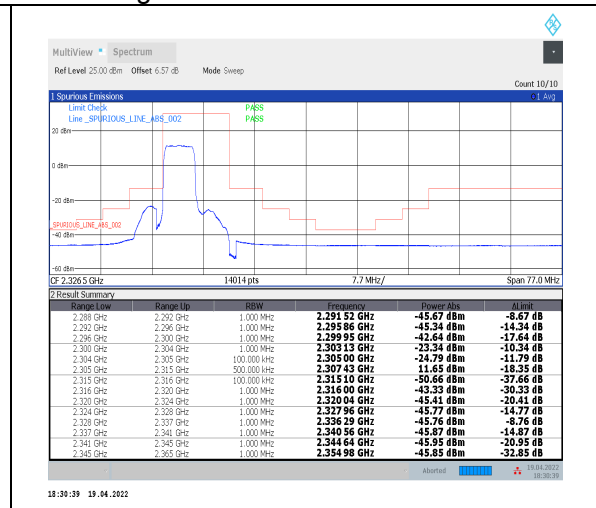 MultiView Spectrum
Ref Level 25.00 dBm Offset 6.57 dB Mode Sweep
Count 10/10
1 Spurious Emissions 1 Avg
Limit Check PASS
Line _SPURIOUS_LINE_ABS_002 PASS
20 dBm
0 dBm
-20 dBm
_SPURIOUS_LINE_ABS_002
-40 dBm
-60 dBm
CF 2.3265 GHz 14014 pts 7.7 MHz/ Span 77.0 MHz
2 Result Summary
Range Low Range Up RBW Frequency Power Abs ΔLimit
2.288 GHz 2.292 GHz 1.000 MHz 2.291 52 GHz -45.67 dBm -8.67 dB
2.292 GHz 2.296 GHz 1.000 MHz 2.295 86 GHz -45.34 dBm -14.34 dB
2.296 GHz 2.300 GHz 1.000 MHz 2.299 95 GHz -42.64 dBm -17.64 dB
2.300 GHz 2.304 GHz 1.000 MHz 2.303 13 GHz -23.34 dBm -10.34 dB
2.304 GHz 2.305 GHz 100.000 kHz 2.305 00 GHz -24.79 dBm -11.79 dB
2.305 GHz 2.315 GHz 500.000 kHz 2.307 43 GHz 11.65 dBm -18.35 dB
2.315 GHz 2.316 GHz 100.000 kHz 2.315 10 GHz -50.66 dBm -37.66 dB
2.316 GHz 2.320 GHz 1.000 MHz 2.316 00 GHz -43.33 dBm -30.33 dB
2.320 GHz 2.324 GHz 1.000 MHz 2.320 04 GHz -45.41 dBm -20.41 dB
2.324 GHz 2.328 GHz 1.000 MHz 2.327 96 GHz -45.77 dBm -14.77 dB
2.328 GHz 2.337 GHz 1.000 MHz 2.336 29 GHz -45.76 dBm -8.76 dB
2.337 GHz 2.341 GHz 1.000 MHz 2.340 56 GHz -45.87 dBm -14.87 dB
2.341 GHz 2.345 GHz 1.000 MHz 2.344 64 GHz -45.95 dBm -20.95 dB
2.345 GHz 2.365 GHz 1.000 MHz 2.354 98 GHz -45.85 dBm -32.85 dB
Aborted 19.04.2022
18:30:39
18:30:39 19.04.2022